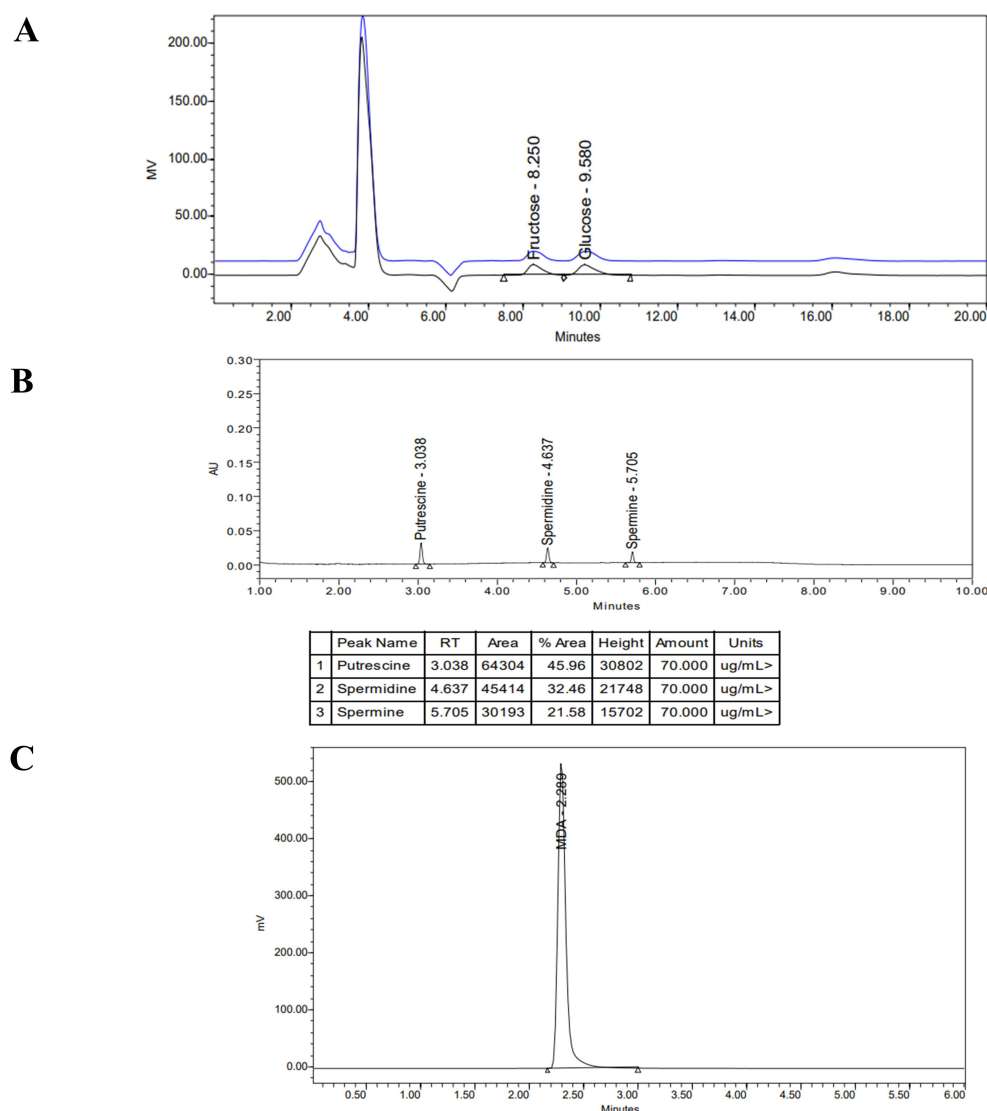 A
200.00
150.00
100.00
50.00
0.00
MV
Fructose - 8.250
Glucose - 9.580
2.00 4.00 6.00 8.00 10.00 12.00 14.00 16.00 18.00 20.00
Minutes
B
0.30
0.25
0.20
0.15
0.10
0.05
0.00
AU
Putrescine - 3.038
Spermidine - 4.637
Spermine - 5.705
1.00 2.00 3.00 4.00 5.00 6.00 7.00 8.00 9.00 10.00
Minutes
Peak Name RT Area % Area Height Amount Units
1 Putrescine 3.038 64304 45.96 30802 70.000 ug/mL>
2 Spermidine 4.637 45414 32.46 21748 70.000 ug/mL>
3 Spermine 5.705 30193 21.58 15702 70.000 ug/mL>
C
500.00
400.00
300.00
200.00
100.00
0.00
mV
MDA - 2.289
0.50 1.00 1.50 2.00 2.50 3.00 3.50 4.00 4.50 5.00 5.50 6.00
Minutes